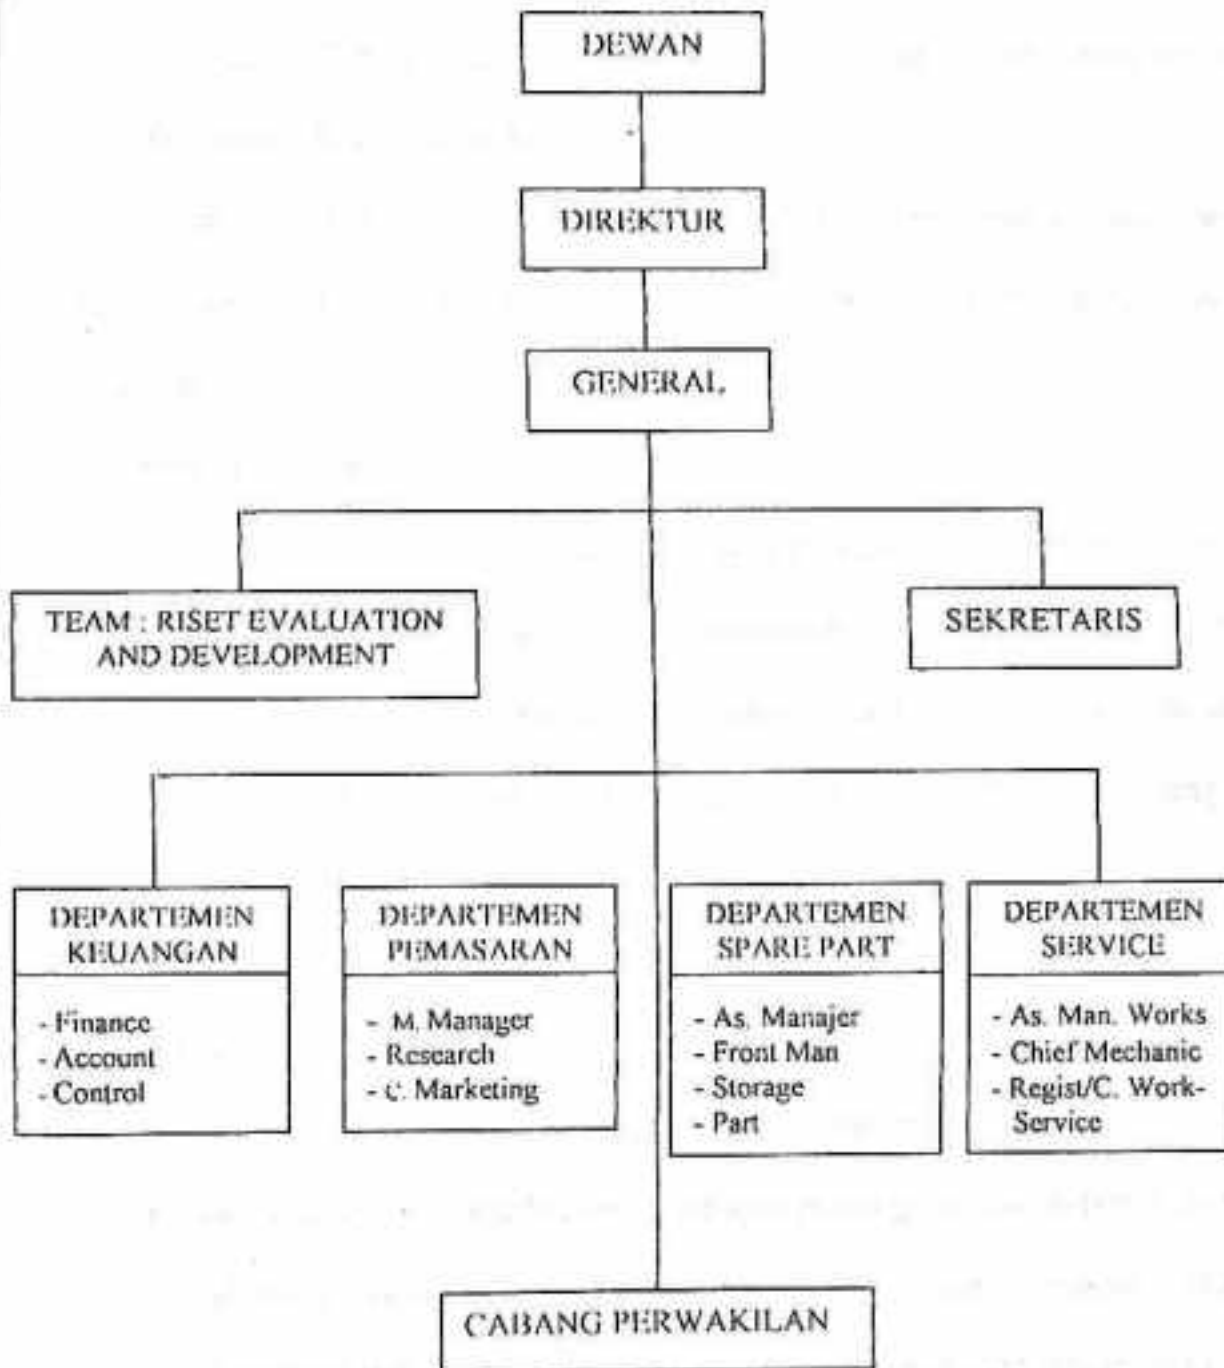 DEWAN
DIREKTUR
GENERAL
TEAM : RISET EVALUATION
AND DEVELOPMENT
SEKRETARIS
DEPARTEMEN
KEUANGAN
- Finance
- Account
- Control
DEPARTEMEN
PEMASARAN
- M. Manager
- Research
- C. Marketing
DEPARTEMEN
SPARE PART
- As. Manajer
- Front Man
- Storage
- Part
DEPARTEMEN
SERVICE
- As. Man. Works
- Chief Mechanic
- Regist/C. Work-
Service
CABANG PERWAKILAN